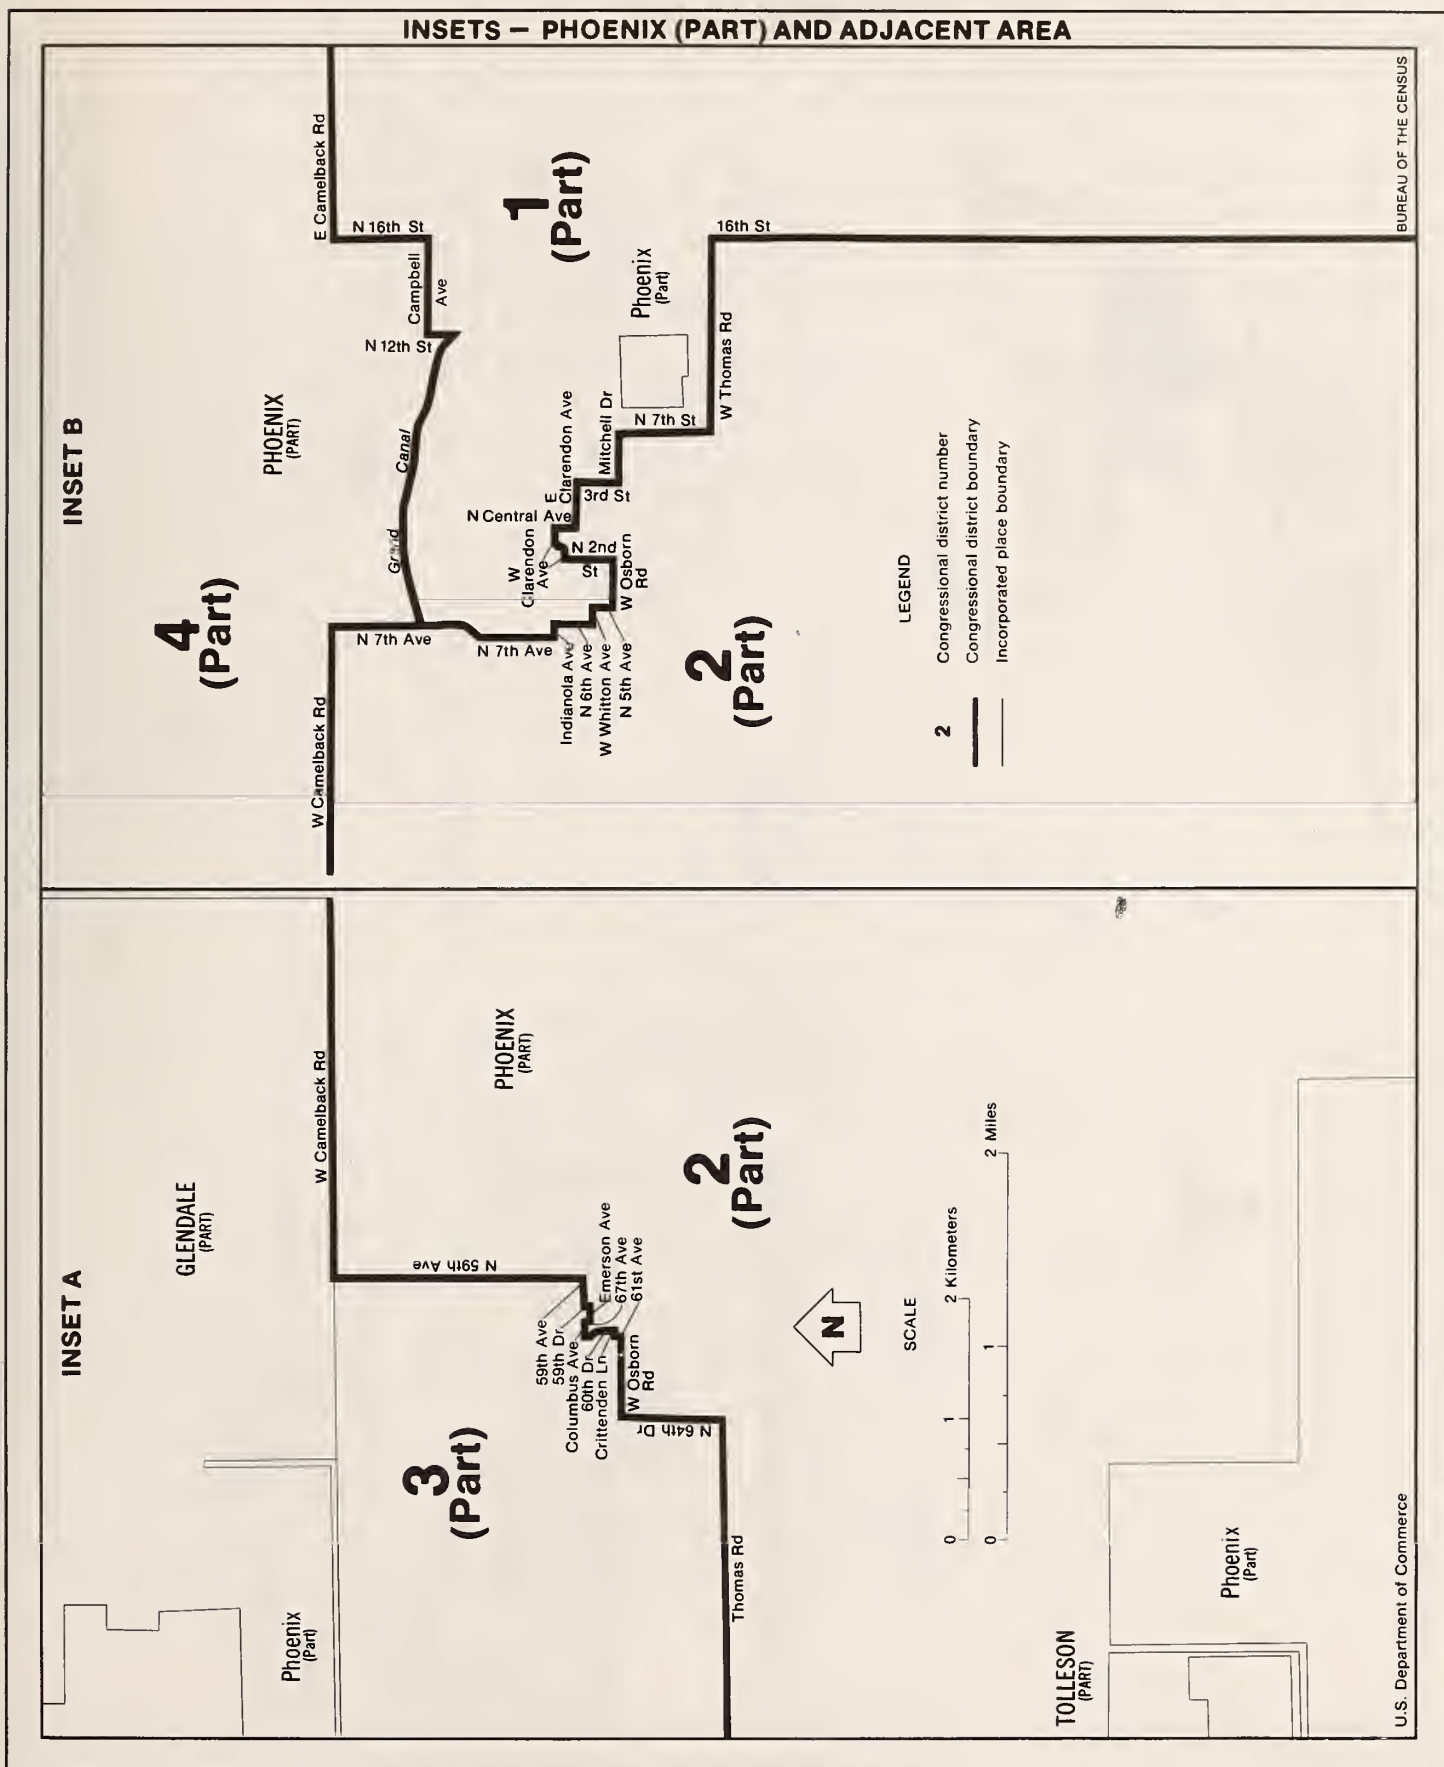 INSETS — PHOENIX (PART) AND ADJACENT AREA
INSET A
GLENDALE
(PART)
W Camelback Rd
Phoenix
(Part)
3
(Part)
N 59th Ave
PHOENIX
(PART)
59th Ave
59th Dr
Columbus Ave
60th Dr
Crittenden Ln
Emerson Ave
67th Ave
61st Ave
W Osborn
Rd
N 64th Dr
2
(Part)
Thomas Rd
N
SCALE
0
1
2 Kilometers
0
1
2 Miles
TOLLESON
(PART)
Phoenix
(Part)
U.S. Department of Commerce
INSET B
4
(Part)
PHOENIX
(PART)
W Camelback Rd
E Camelback Rd
N 7th Ave
Grand
Canal
N 16th St
Campbell
Ave
N 12th St
1
(Part)
N 7th Ave
Indianola Ave
N 6th Ave
W Whitton Ave
N 5th Ave
W
Clarendon
Ave
N Central Ave
N 2nd
St
W Osborn
Rd
E
Clarendon Ave
3rd St
Mitchell Dr
N 7th St
Phoenix
(Part)
W Thomas Rd
16th St
2
(Part)
LEGEND
2 Congressional district number
Congressional district boundary
Incorporated place boundary
BUREAU OF THE CENSUS